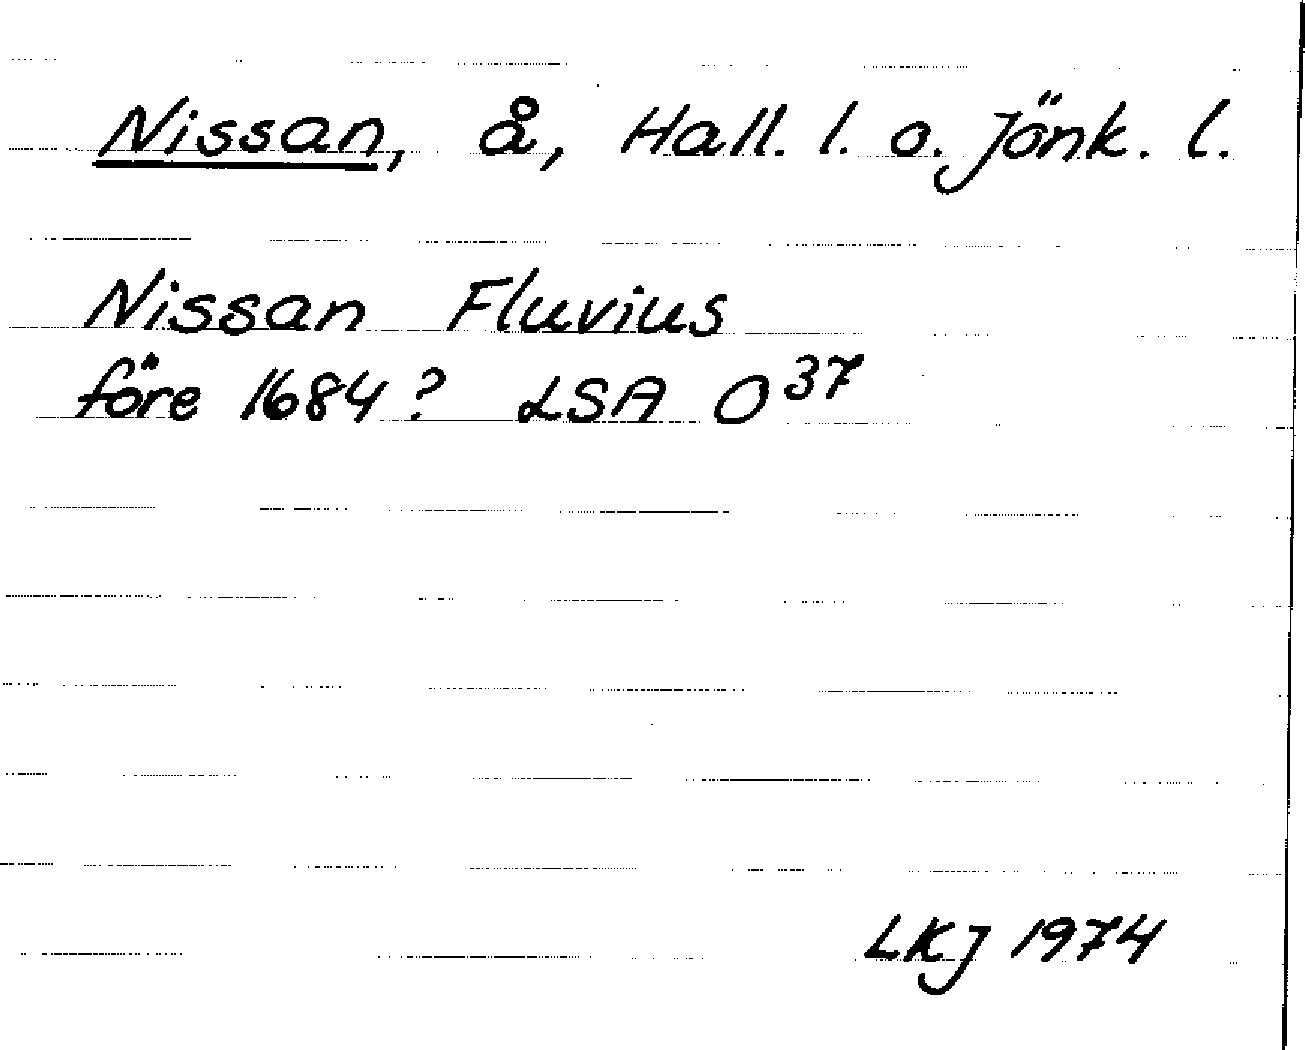 Nissan, å, Hall. l. o. Jönk. l.
Nissan Fluvius
före 1684? LSA O37
LKJ 1974